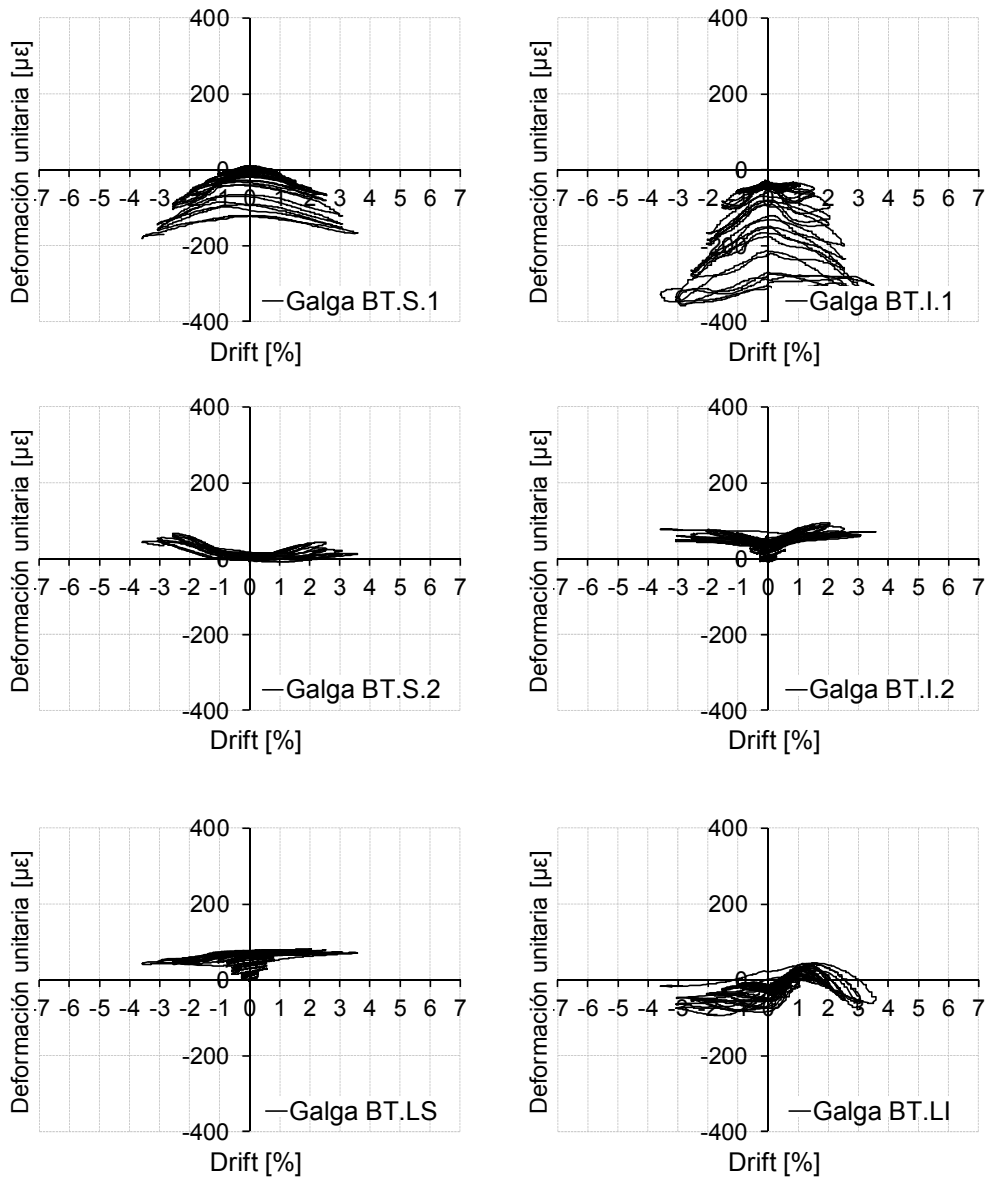 Deformación unitaria [µε]
400
200
0
-7 -6 -5 -4 -3 -2 -1 0 1 2 3 4 5 6 7
-200
-400
Galga BT.S.1
Drift [%]
Deformación unitaria [µε]
400
200
0
-7 -6 -5 -4 -3 -2 -1 0 1 2 3 4 5 6 7
-200
-400
Galga BT.I.1
Drift [%]
Deformación unitaria [µε]
400
200
0
-7 -6 -5 -4 -3 -2 -1 0 1 2 3 4 5 6 7
-200
-400
Galga BT.S.2
Drift [%]
Deformación unitaria [µε]
400
200
0
-7 -6 -5 -4 -3 -2 -1 0 1 2 3 4 5 6 7
-200
-400
Galga BT.I.2
Drift [%]
Deformación unitaria [µε]
400
200
0
-7 -6 -5 -4 -3 -2 -1 0 1 2 3 4 5 6 7
-200
-400
Galga BT.LS
Drift [%]
Deformación unitaria [µε]
400
200
0
-7 -6 -5 -4 -3 -2 -1 0 1 2 3 4 5 6 7
-200
-400
Galga BT.LI
Drift [%]